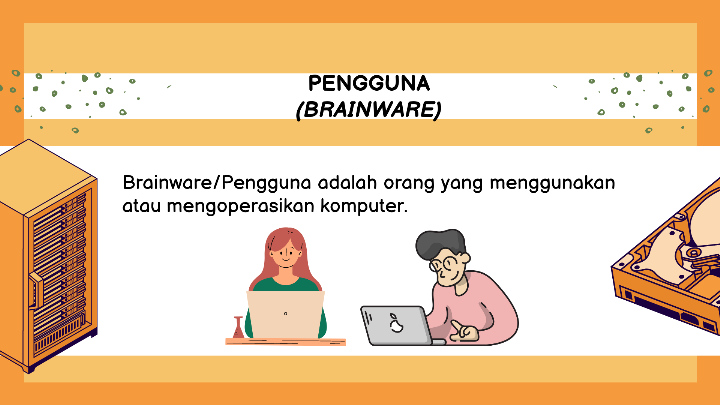 PENGGUNA
(BRAINWARE)
Brainware/Pengguna adalah orang yang menggunakan
atau mengoperasikan komputer.